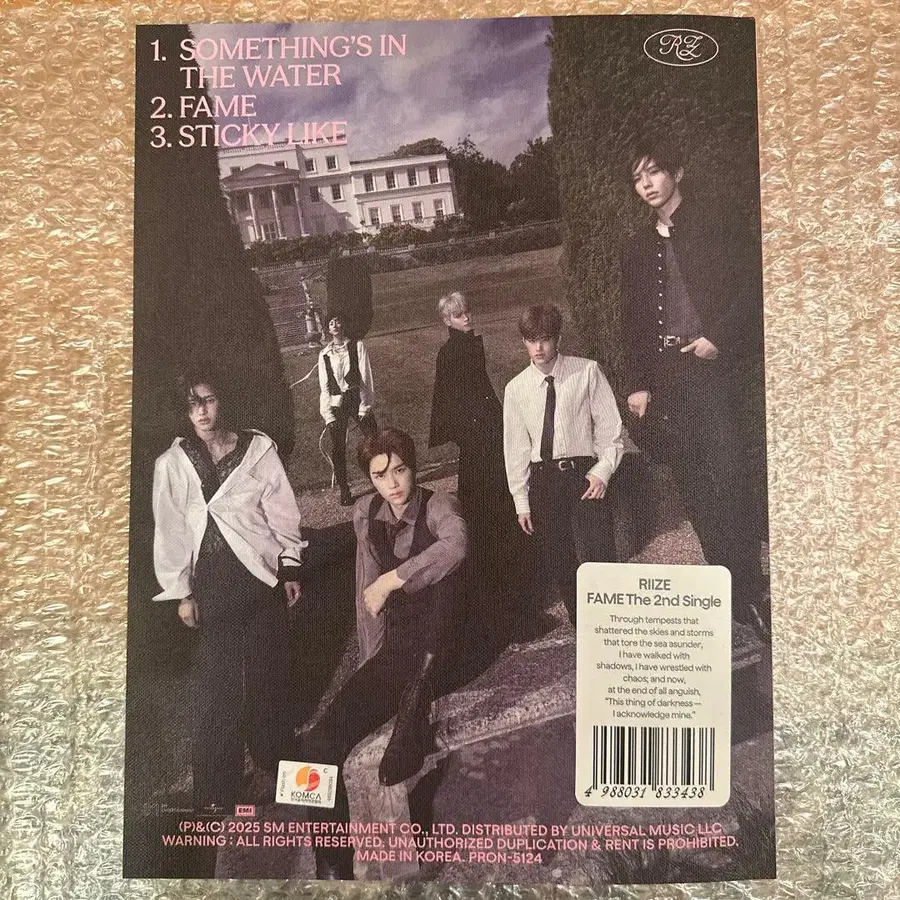 1. SOMETHING'S IN
THE WATER
2. FAME
3. STICKY LIKE
RZ
RIIZE
FAME The 2nd Single
Through tempests that
shattered the skies and storms
that tore the sea asunder,
I have walked with
shadows, I have wrestled with
chaos; and now,
at the end of all anguish,
"This thing of darkness—
I acknowledge mine."
4 988031 833438
KOMCA
EMI
(P)&(C) 2025 SM ENTERTAINMENT CO., LTD. DISTRIBUTED BY UNIVERSAL MUSIC LLC
WARNING : ALL RIGHTS RESERVED. UNAUTHORIZED DUPLICATION & RENT IS PROHIBITED.
MADE IN KOREA. PRON-5124